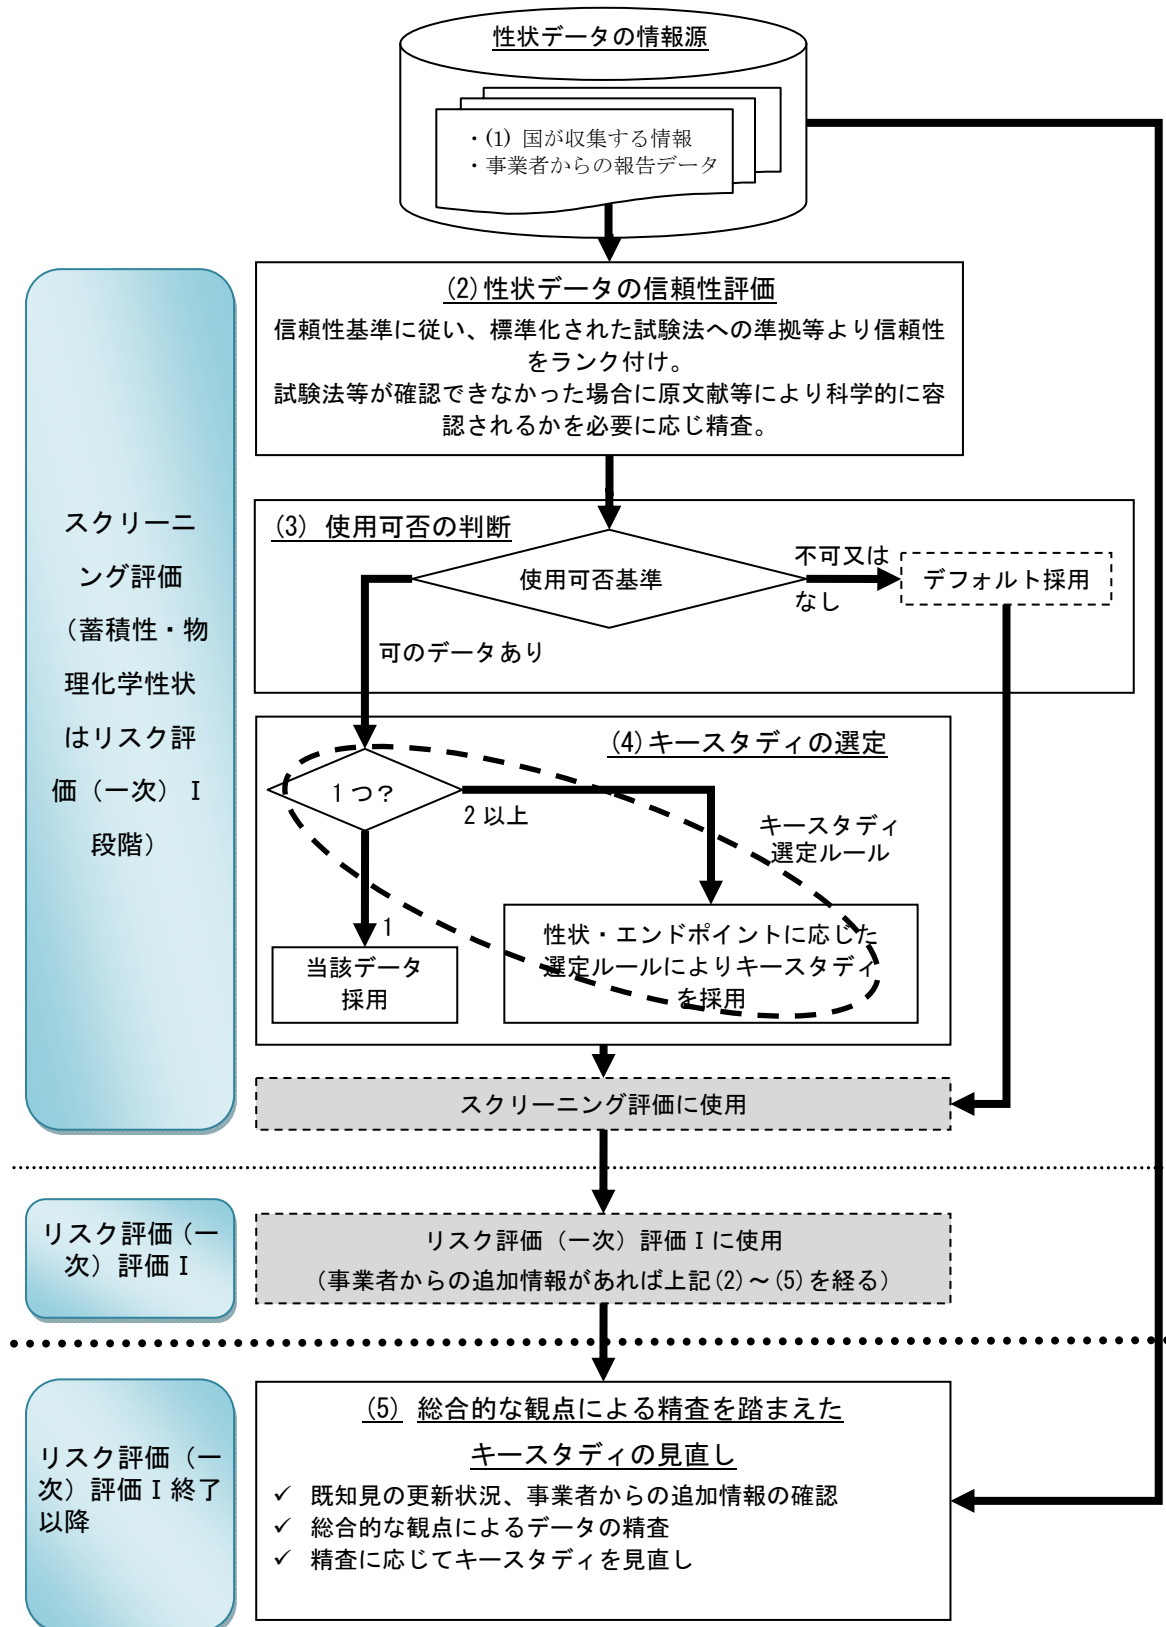 性状データの情報源
・(1) 国が収集する情報
・事業者からの報告データ
(2)性状データの信頼性評価
信頼性基準に従い、標準化された試験法への準拠等より信頼性
をランク付け。
試験法等が確認できなかった場合に原文献等により科学的に容
認されるかを必要に応じ精査。
スクリーニ
ング評価
（蓄積性・物
理化学性状
はリスク評
価（一次）Ⅰ
段階）
(3) 使用可否の判断
使用可否基準
不可又は
なし
デフォルト採用
可のデータあり
(4)キースタディの選定
1つ？
2以上
キースタディ
選定ルール
1
当該データ
採用
性状・エンドポイントに応じた
選定ルールによりキースタディ
を採用
スクリーニング評価に使用
リスク評価（一
次）評価Ⅰ
リスク評価（一次）評価Ⅰに使用
（事業者からの追加情報があれば上記(2)～(5)を経る）
リスク評価（一
次）評価Ⅰ終了
以降
(5) 総合的な観点による精査を踏まえた
キースタディの見直し
✓ 既知見の更新状況、事業者からの追加情報の確認
✓ 総合的な観点によるデータの精査
✓ 精査に応じてキースタディを見直し